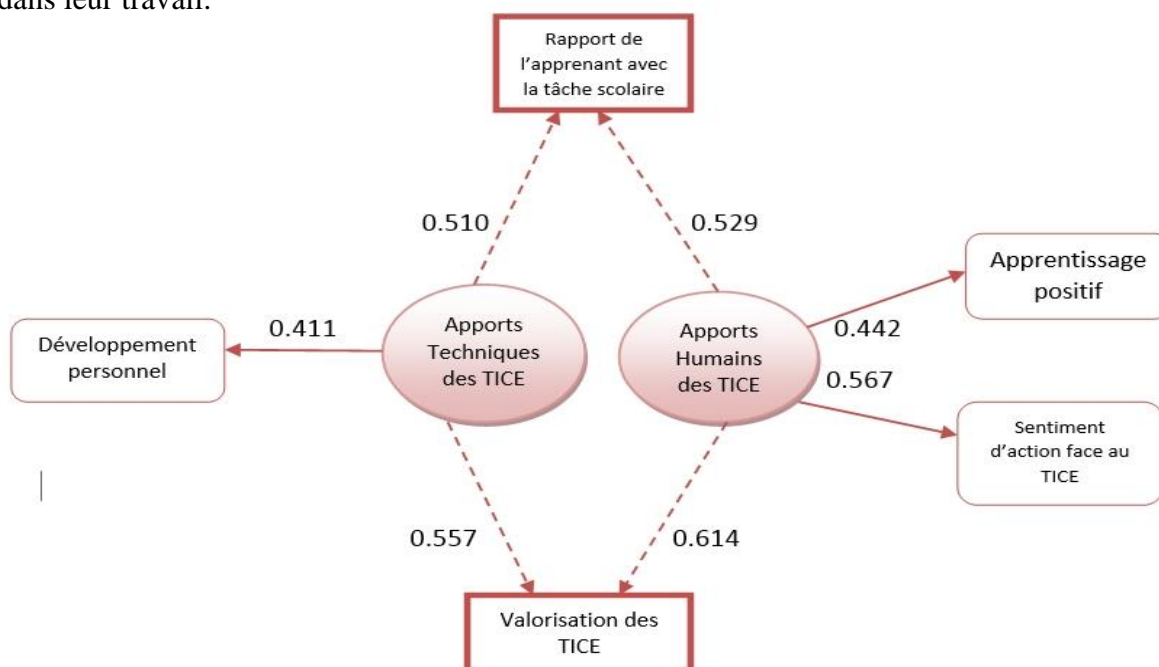 dans leur travail.
Rapport de
l'apprenant avec
la tâche scolaire
0.510
0.529
Apprentissage
positif
0.411
Apports
Techniques
des TICE
Apports
Humains
des TICE
0.442
Développement
personnel
0.567
Sentiment
d'action face au
TICE
0.557
0.614
Valorisation des
TICE